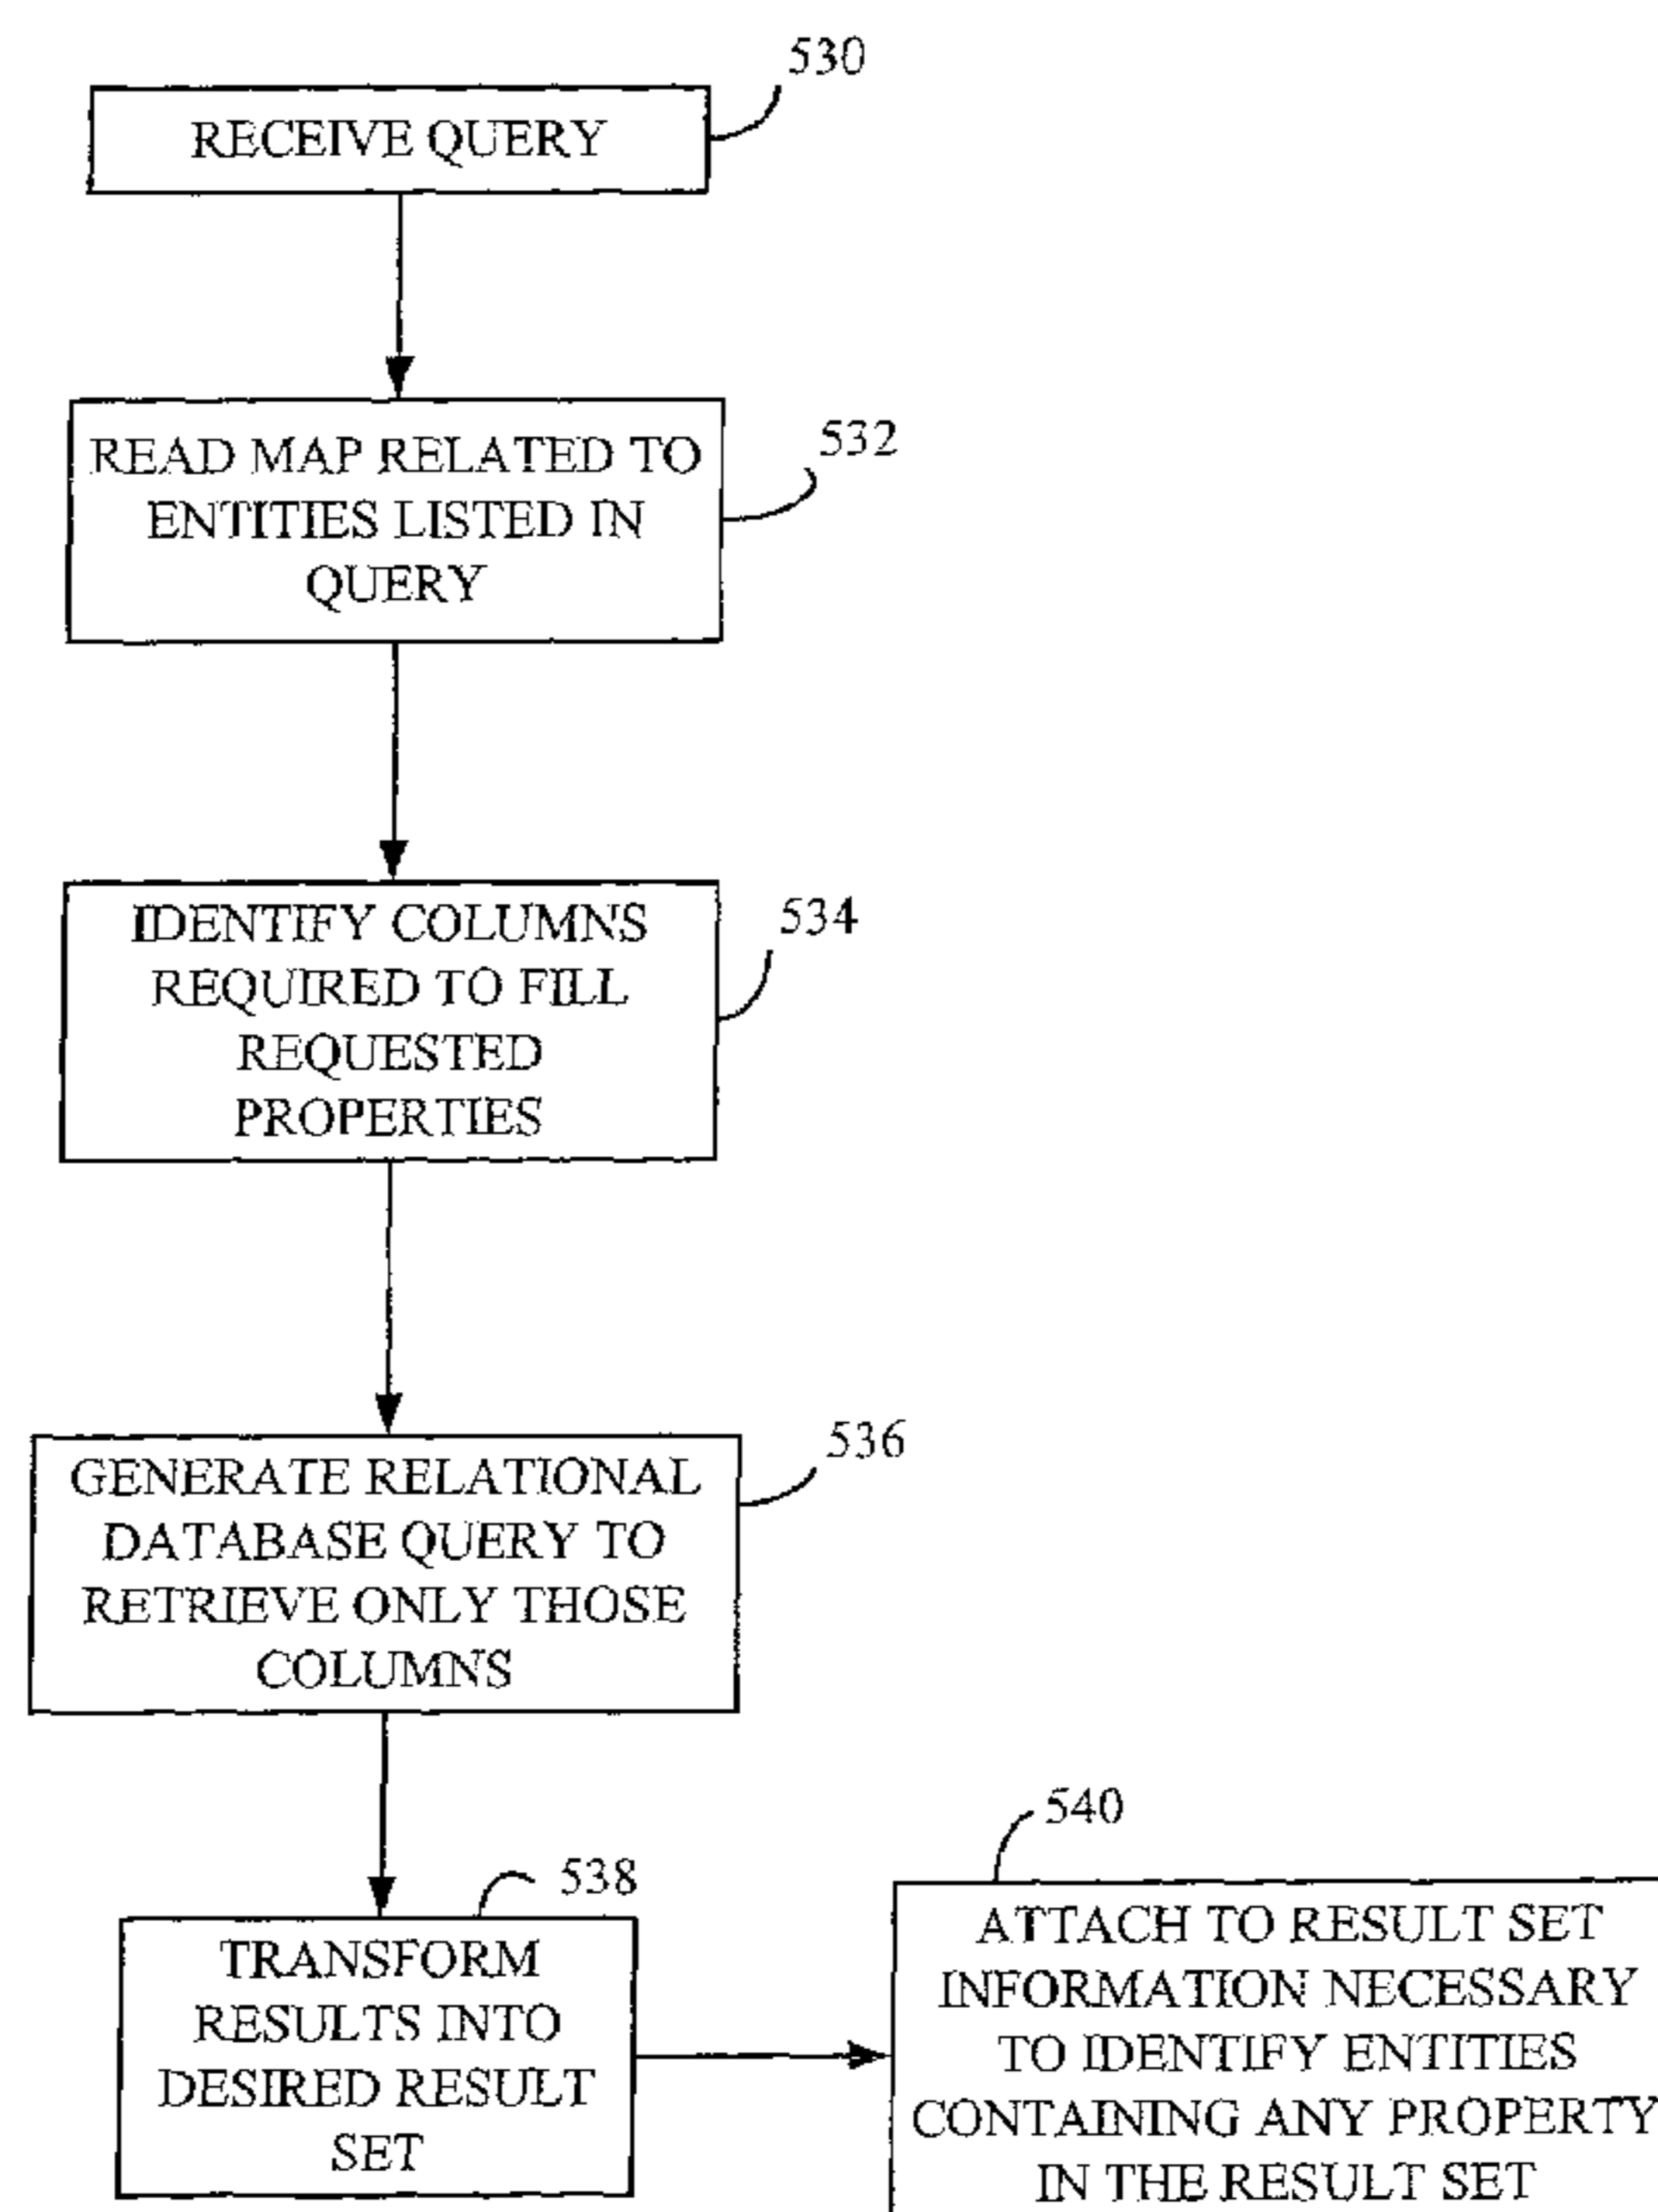 530
RECEIVE QUERY
532
READ MAP RELATED TO
ENTITIES LISTED IN
QUERY
534
IDENTIFY COLUMNS
REQUIRED TO FILL
REQUESTED
PROPERTIES
536
GENERATE RELATIONAL
DATABASE QUERY TO
RETRIEVE ONLY THOSE
COLUMNS
538
TRANSFORM
RESULTS INTO
DESIRED RESULT
SET
540
ATTACH TO RESULT SET
INFORMATION NECESSARY
TO IDENTIFY ENTITIES
CONTAINING ANY PROPERTY
IN THE RESULT SET